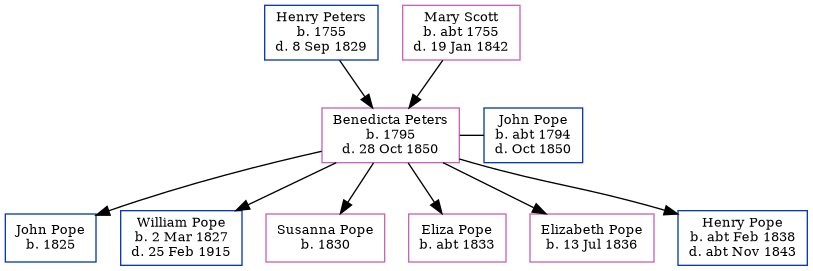 Henry Peters
b. 1755
d. 8 Sep 1829
Mary Scott
b. abt 1755
d. 19 Jan 1842
Benedicta Peters
b. 1795
d. 28 Oct 1850
John Pope
b. abt 1794
d. Oct 1850
John Pope
b. 1825
William Pope
b. 2 Mar 1827
d. 25 Feb 1915
Susanna Pope
b. 1830
Eliza Pope
b. abt 1833
Elizabeth Pope
b. 13 Jul 1836
Henry Pope
b. abt Feb 1838
d. abt Nov 1843